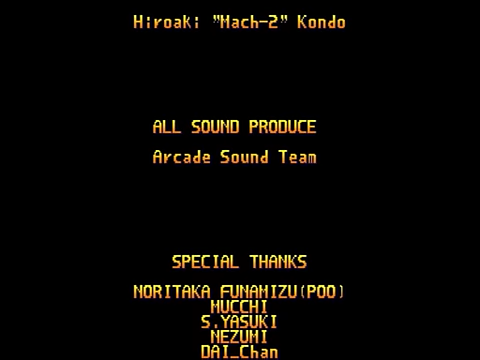 Hiroaki "Mach-2" Kondo
ALL SOUND PRODUCE
Arcade Sound Team
SPECIAL THANKS
NORITAKA FUNAMIZU(POO)
MUCCHI
S.YASUKI
NEZUMI
DAI_Chan